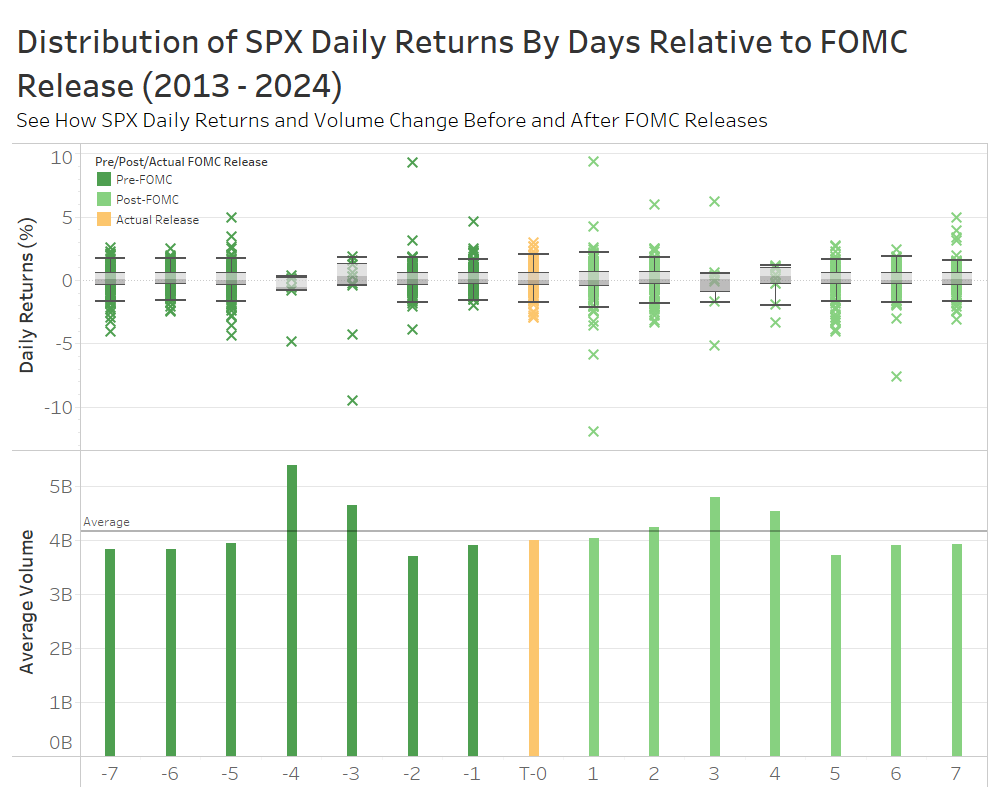 Distribution of SPX Daily Returns By Days Relative to FOMC
Release (2013 - 2024)
See How SPX Daily Returns and Volume Change Before and After FOMC Releases
Daily Returns (%)
10
5
0
-5
-10
Pre/Post/Actual FOMC Release
Pre-FOMC
Post-FOMC
Actual Release
Average Volume
5B
4B
3B
2B
1B
0B
Average
-7 -6 -5 -4 -3 -2 -1 T-0 1 2 3 4 5 6 7